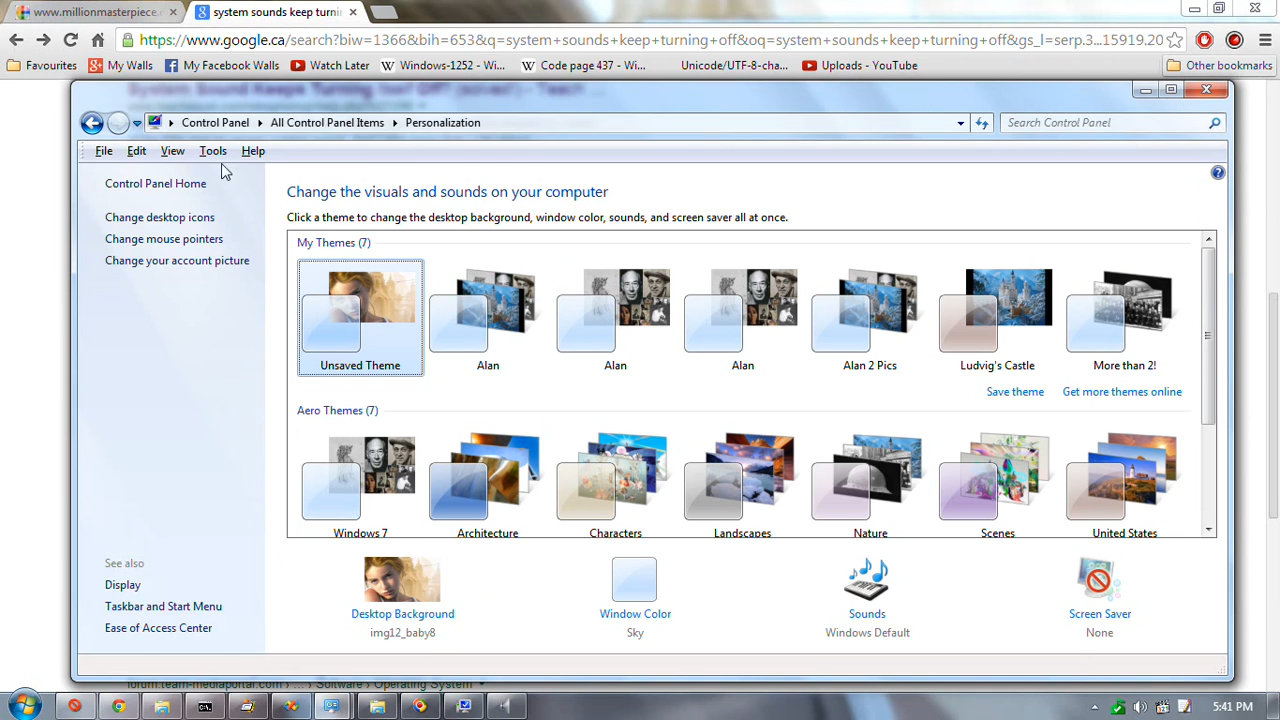 www.millionmasterpiece.
system sounds keep turnin
https://www.google.ca/search?biw=1366&bih=653&q=system+sounds+keep+turning+off&oq=system+sounds+keep+turning+off&gs_l=serp.3...15919.20
Favourites
My Walls
My Facebook Walls
Watch Later
Windows-1252 - Wi...
Code page 437 - Wi...
Unicode/UTF-8-cha...
Uploads - YouTube
Other bookmarks
Control Panel
All Control Panel Items
Personalization
Search Control Panel
File
Edit
View
Tools
Help
Control Panel Home
Change desktop icons
Change mouse pointers
Change your account picture
See also
Display
Taskbar and Start Menu
Ease of Access Center
Change the visuals and sounds on your computer
Click a theme to change the desktop background, window color, sounds, and screen saver all at once.
My Themes (7)
Unsaved Theme
Alan
Alan
Alan
Alan 2 Pics
Ludvig's Castle
More than 2!
Save theme
Get more themes online
Aero Themes (7)
Windows 7
Architecture
Characters
Landscapes
Nature
Scenes
United States
Desktop Background
img12_baby8
Window Color
Sky
Sounds
Windows Default
Screen Saver
None
forum.team-mediaportal.com › ... › Software › Operating System
5:41 PM